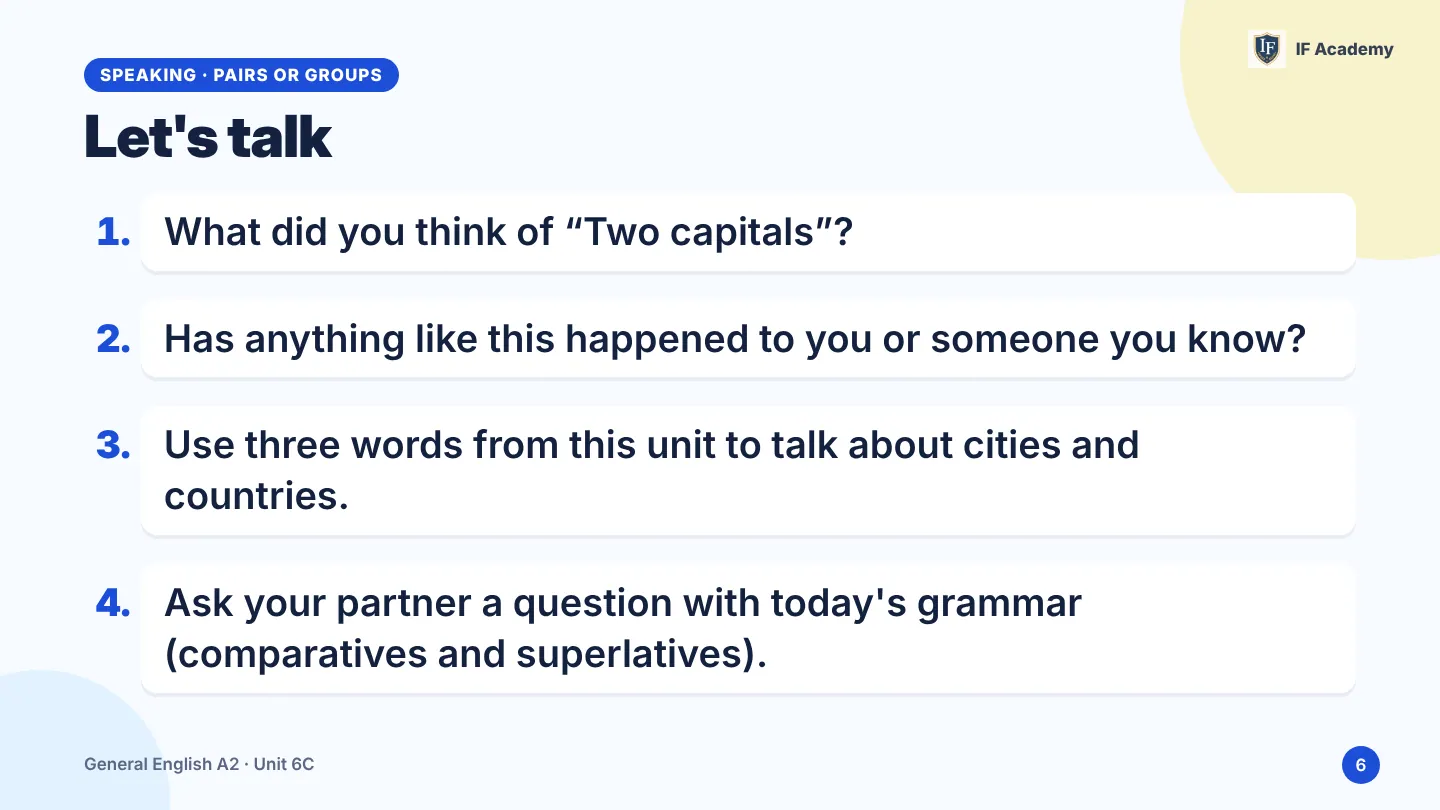 IF IF Academy
SPEAKING · PAIRS OR GROUPS
Let's talk
1. What did you think of “Two capitals”?
2. Has anything like this happened to you or someone you know?
3. Use three words from this unit to talk about cities and
countries.
4. Ask your partner a question with today's grammar
(comparatives and superlatives).
General English A2 · Unit 6C
6